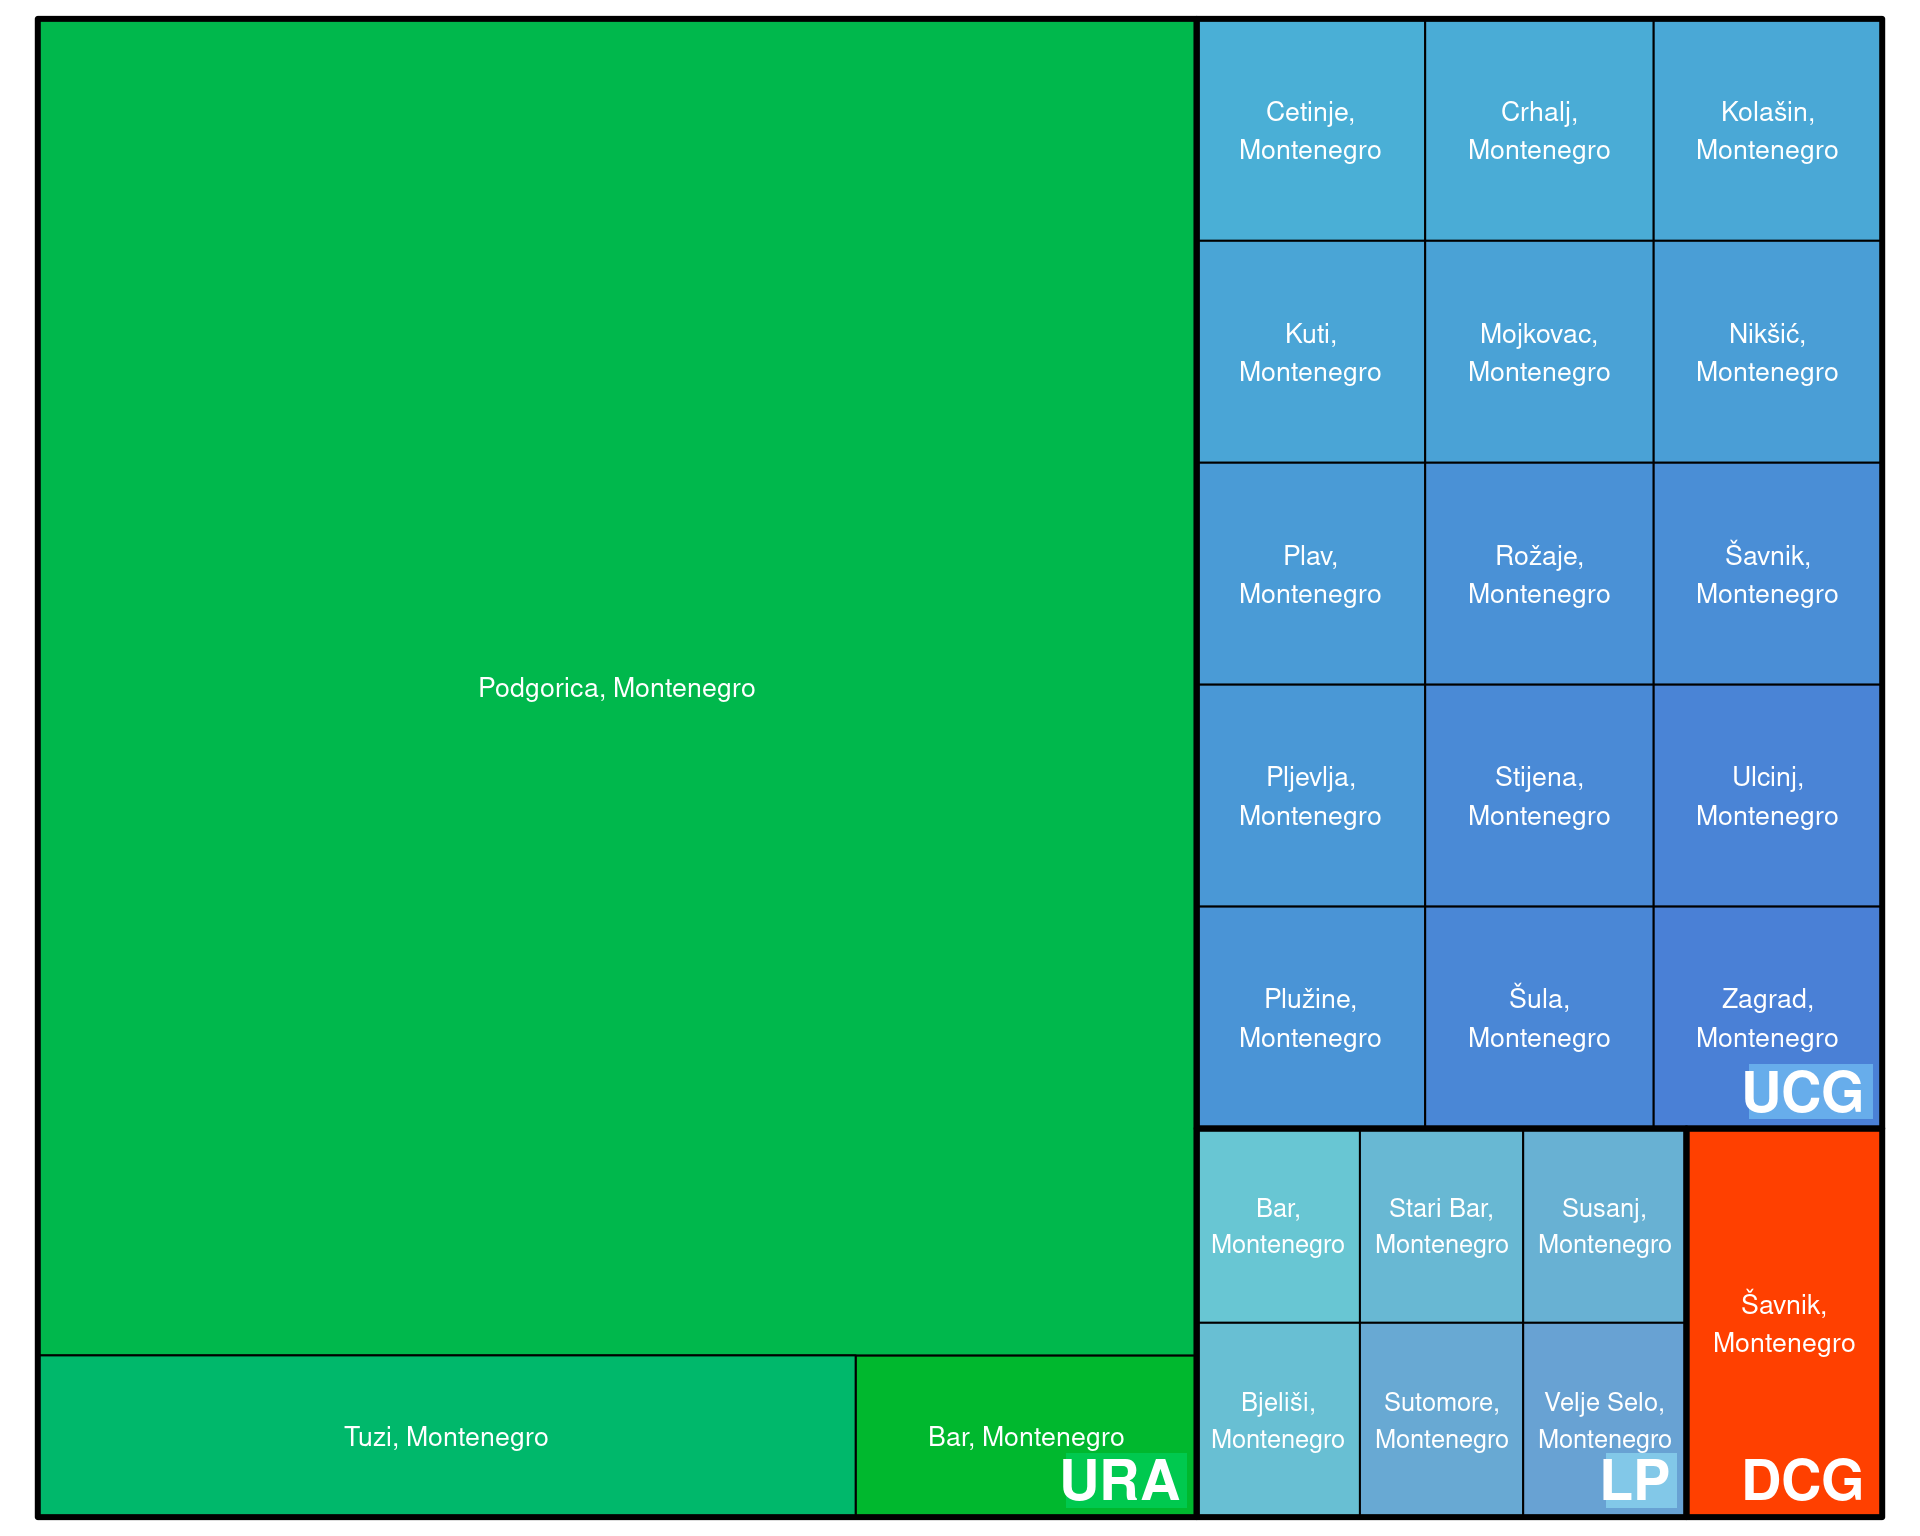 Podgorica, Montenegro
Tuzi, Montenegro
Bar, Montenegro
URA
Cetinje,
Montenegro
Crhalj,
Montenegro
Kolašin,
Montenegro
Kuti,
Montenegro
Mojkovac,
Montenegro
Nikšić,
Montenegro
Plav,
Montenegro
Rožaje,
Montenegro
Šavnik,
Montenegro
Pljevlja,
Montenegro
Stijena,
Montenegro
Ulcinj,
Montenegro
Plužine,
Montenegro
Šula,
Montenegro
Zagrad,
Montenegro
UCG
Bar,
Montenegro
Stari Bar,
Montenegro
Susanj,
Montenegro
Bjeliši,
Montenegro
Sutomore,
Montenegro
Velje Selo,
Montenegro
LP
Šavnik,
Montenegro
DCG